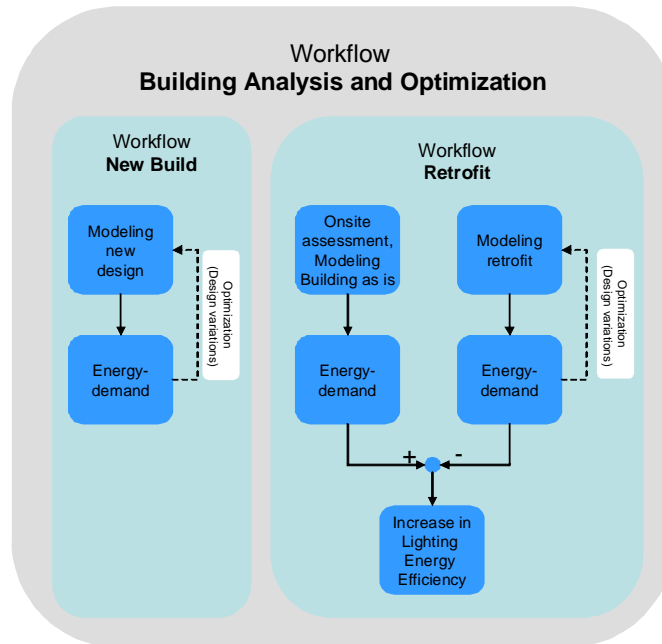 Workflow
Building Analysis and Optimization
Workflow
New Build
Modeling
new
design
Optimization
(Design variations)
Energy-
demand
Workflow
Retrofit
Onsite
assessment,
Modeling
Building as is
Modeling
retrofit
Optimization
(Design variations)
Energy-
demand
Energy-
demand
+
-
Increase in
Lighting
Energy
Efficiency